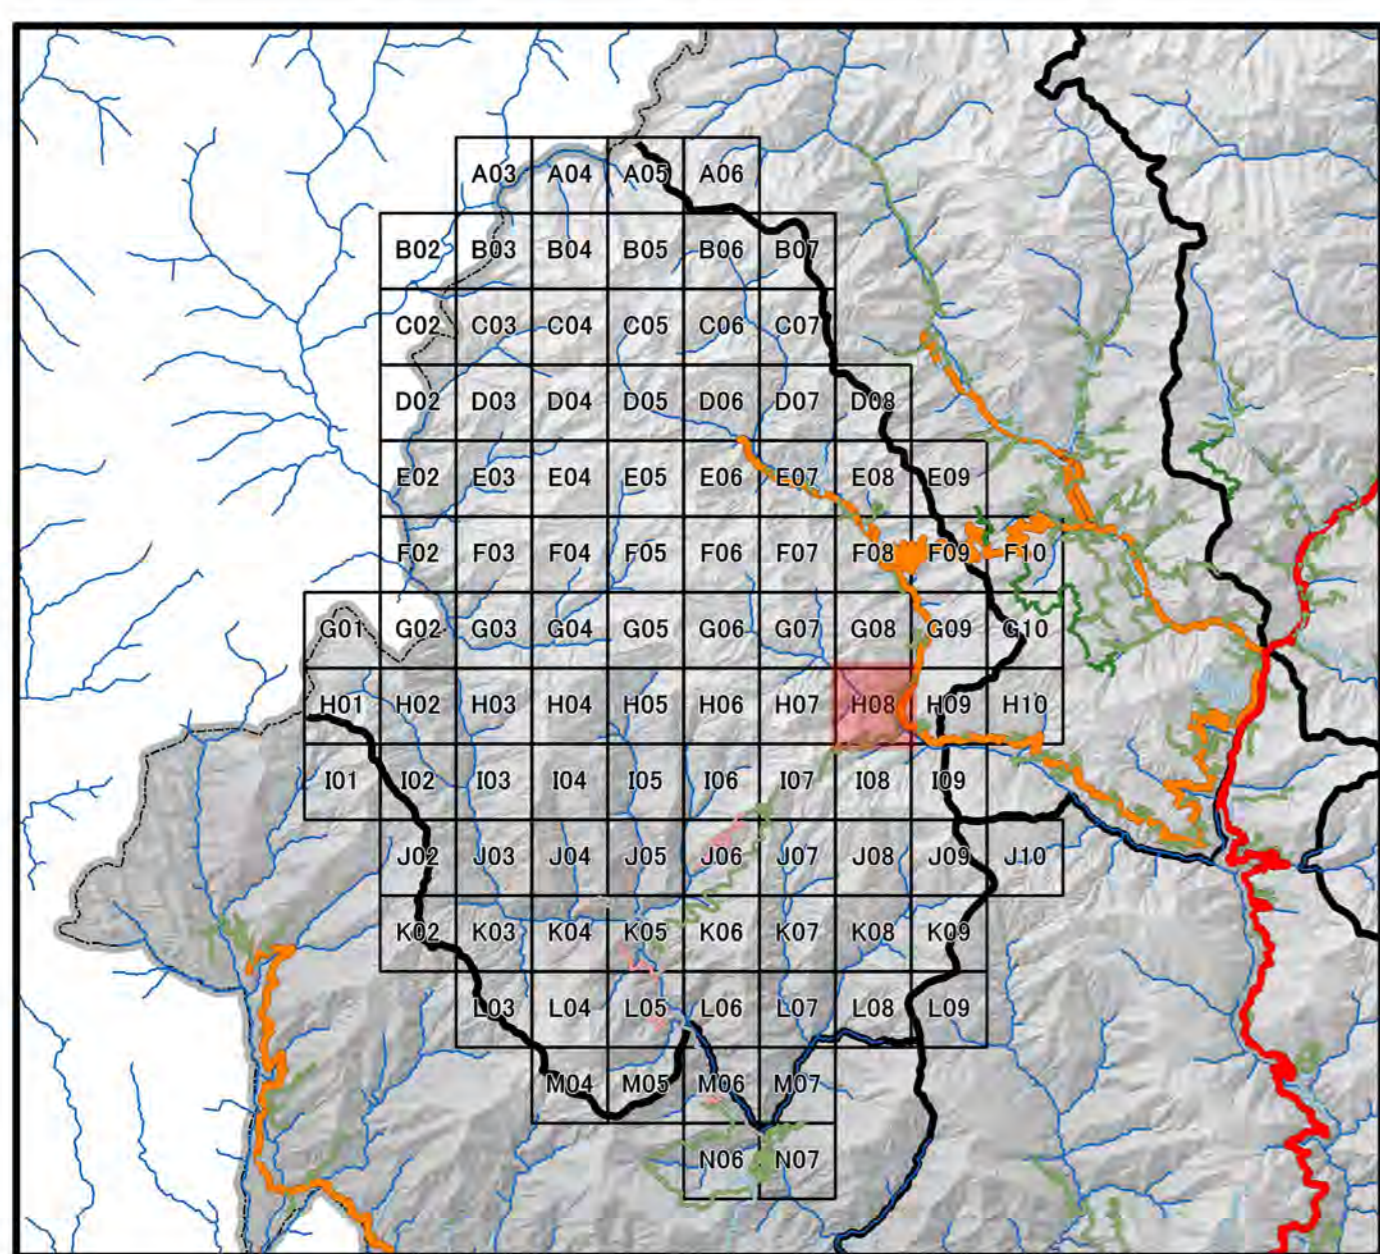 A03 A04 A05 A06
B02 B03 B04 B05 B06 B07
C02 C03 C04 C05 C06 C07
D02 D03 D04 D05 D06 D07 D08
E02 E03 E04 E05 E06 E07 E08 E09
F02 F03 F04 F05 F06 F07 F08 F09 F10
G01 G02 G03 G04 G05 G06 G07 G08 G09 G10
H01 H02 H03 H04 H05 H06 H07 H08 H09 H10
I01 I02 I03 I04 I05 I06 I07 I08 I09
J02 J03 J04 J05 J06 J07 J08 J09 J10
K02 K03 K04 K05 K06 K07 K08 K09
L03 L04 L05 L06 L07 L08 L09
M04 M05 M06 M07
N06 N07